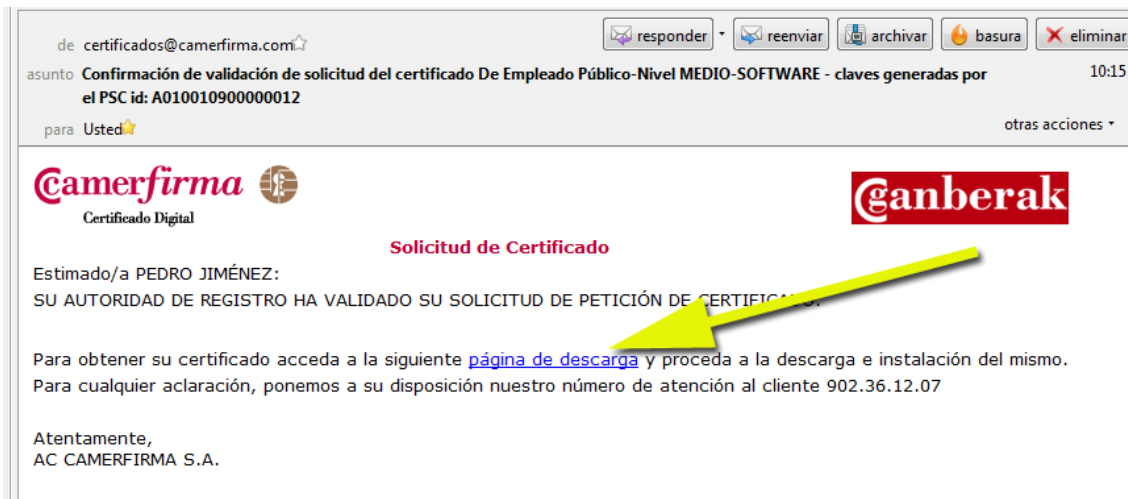 responder reenviar archivar basura eliminar
de certificados@camerfirma.com
asunto Confirmación de validación de solicitud del certificado De Empleado Público-Nivel MEDIO-SOFTWARE - claves generadas por 10:15
el PSC id: A010010900000012
para Usted otras acciones
Camerfirma
Certificado Digital
ganberak
Solicitud de Certificado
Estimado/a PEDRO JIMÉNEZ:
SU AUTORIDAD DE REGISTRO HA VALIDADO SU SOLICITUD DE PETICIÓN DE CERTIFICADO.
Para obtener su certificado acceda a la siguiente página de descarga y proceda a la descarga e instalación del mismo.
Para cualquier aclaración, ponemos a su disposición nuestro número de atención al cliente 902.36.12.07
Atentamente,
AC CAMERFIRMA S.A.